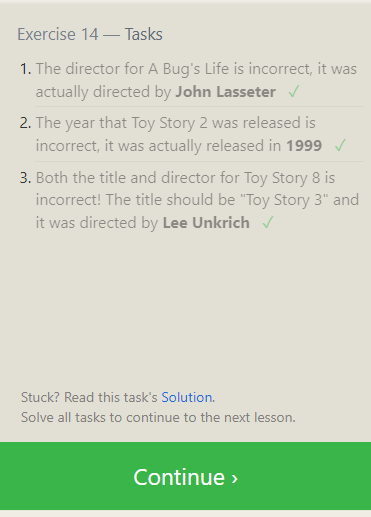 Exercise 14 — Tasks
1. The director for A Bug's Life is incorrect, it was
actually directed by John Lasseter ✓
2. The year that Toy Story 2 was released is
incorrect, it was actually released in 1999 ✓
3. Both the title and director for Toy Story 8 is
incorrect! The title should be "Toy Story 3" and
it was directed by Lee Unkrich ✓
Stuck? Read this task's Solution.
Solve all tasks to continue to the next lesson.
Continue ›